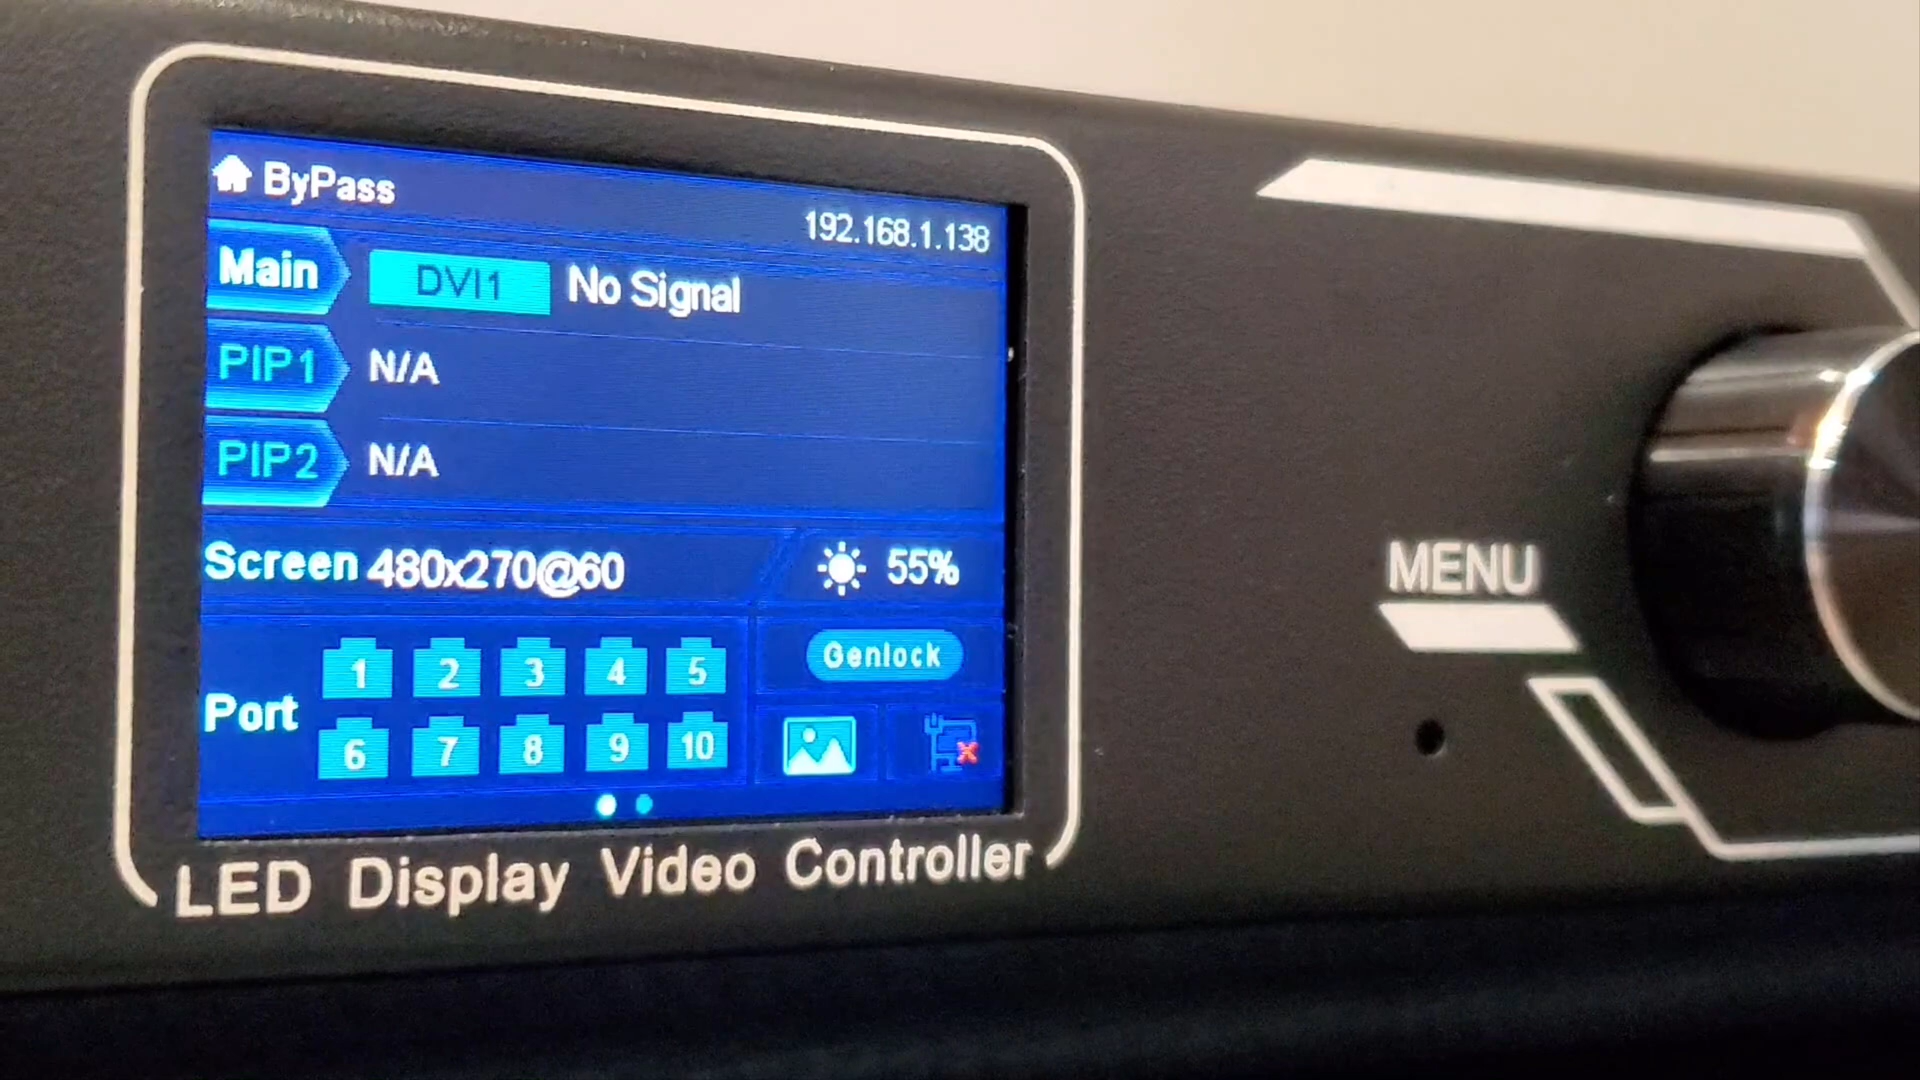 ByPass
192.168.1.138
Main DVI1 No Signal
PIP1 N/A
PIP2 N/A
Screen 480x270@60 55%
Port 1 2 3 4 5 Genlock
6 7 8 9 10
LED Display Video Controller
MENU